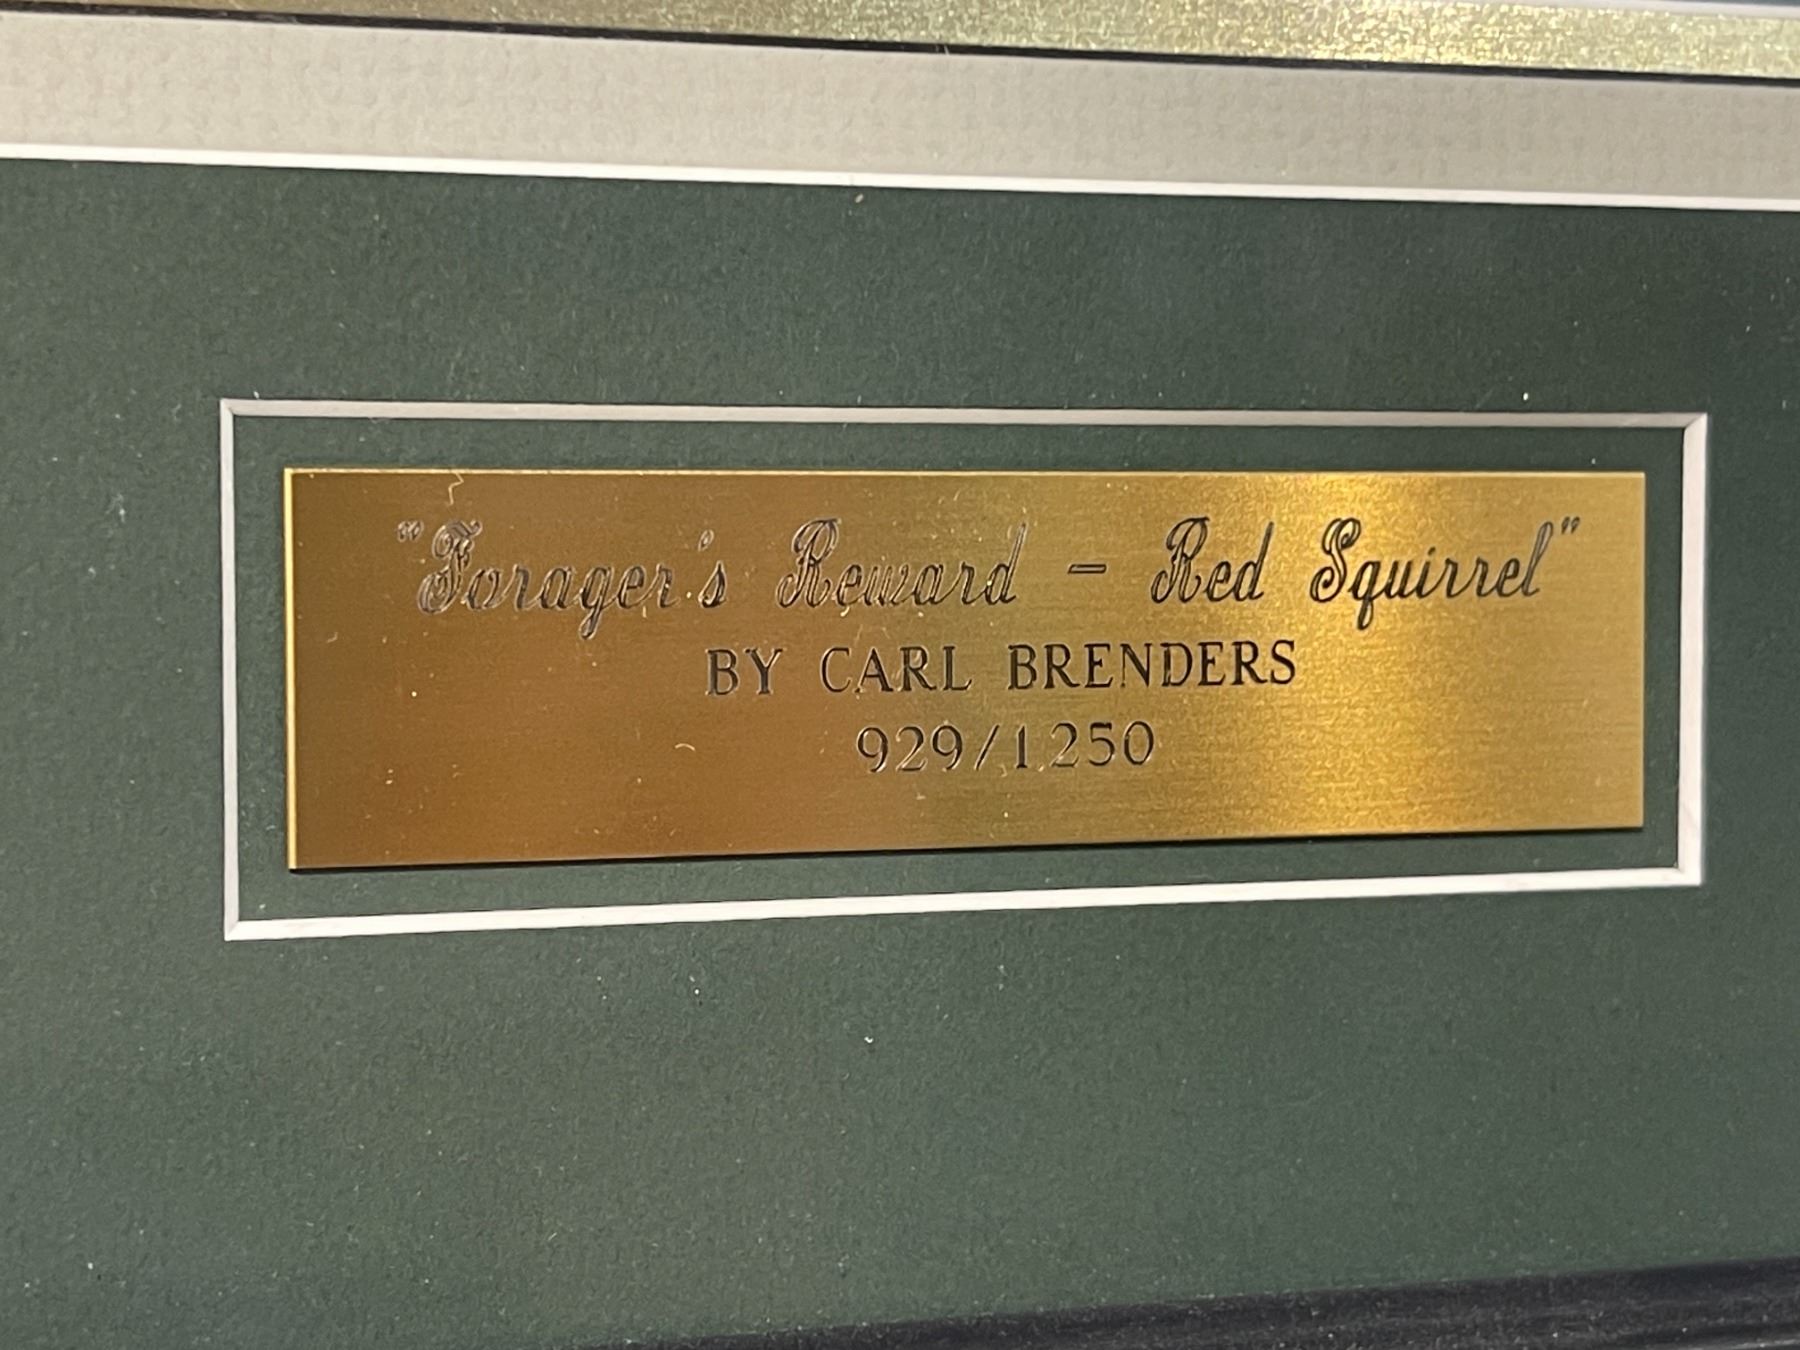 "Forager's Reward - Red Squirrel"
BY CARL BRENDERS
929/1250